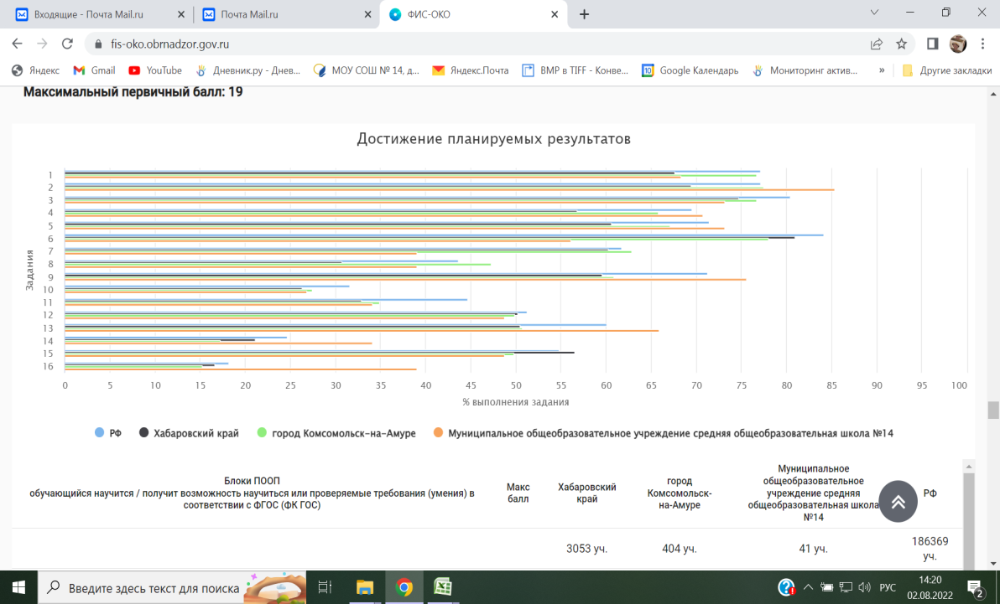 Входящие - Почта Mail.ru
Почта Mail.ru
ФИС-ОКО
fis-oko.obrnadzor.gov.ru
Яндекс
Gmail
YouTube
Дневник.ру - Днев...
МОУ СОШ № 14, д...
Яндекс.Почта
BMP в TIFF - Конве...
10
Google Календарь
Мониторинг актив...
»
Другие закладки
Максимальный первичный балл: 19
Достижение планируемых результатов
Задания
1
2
3
4
5
6
7
8
9
10
11
12
13
14
15
16
0 5 10 15 20 25 30 35 40 45 50 55 60 65 70 75 80 85 90 95 100
% выполнения задания
РФ
Хабаровский край
город Комсомольск-на-Амуре
Муниципальное общеобразовательное учреждение средняя общеобразовательная школа №14
Блоки ПООП
обучающийся научится / получит возможность научиться или проверяемые требования (умения) в
соответствии с ФГОС (ФК ГОС)
Макс
балл
Хабаровский
край
город
Комсомольск-
на-Амуре
Муниципальное
общеобразовательное
учреждение средняя
общеобразовательная школа
№14
РФ
3053 уч.
404 уч.
41 уч.
186369
уч.
Введите здесь текст для поиска
РУС
14:20
02.08.2022
2